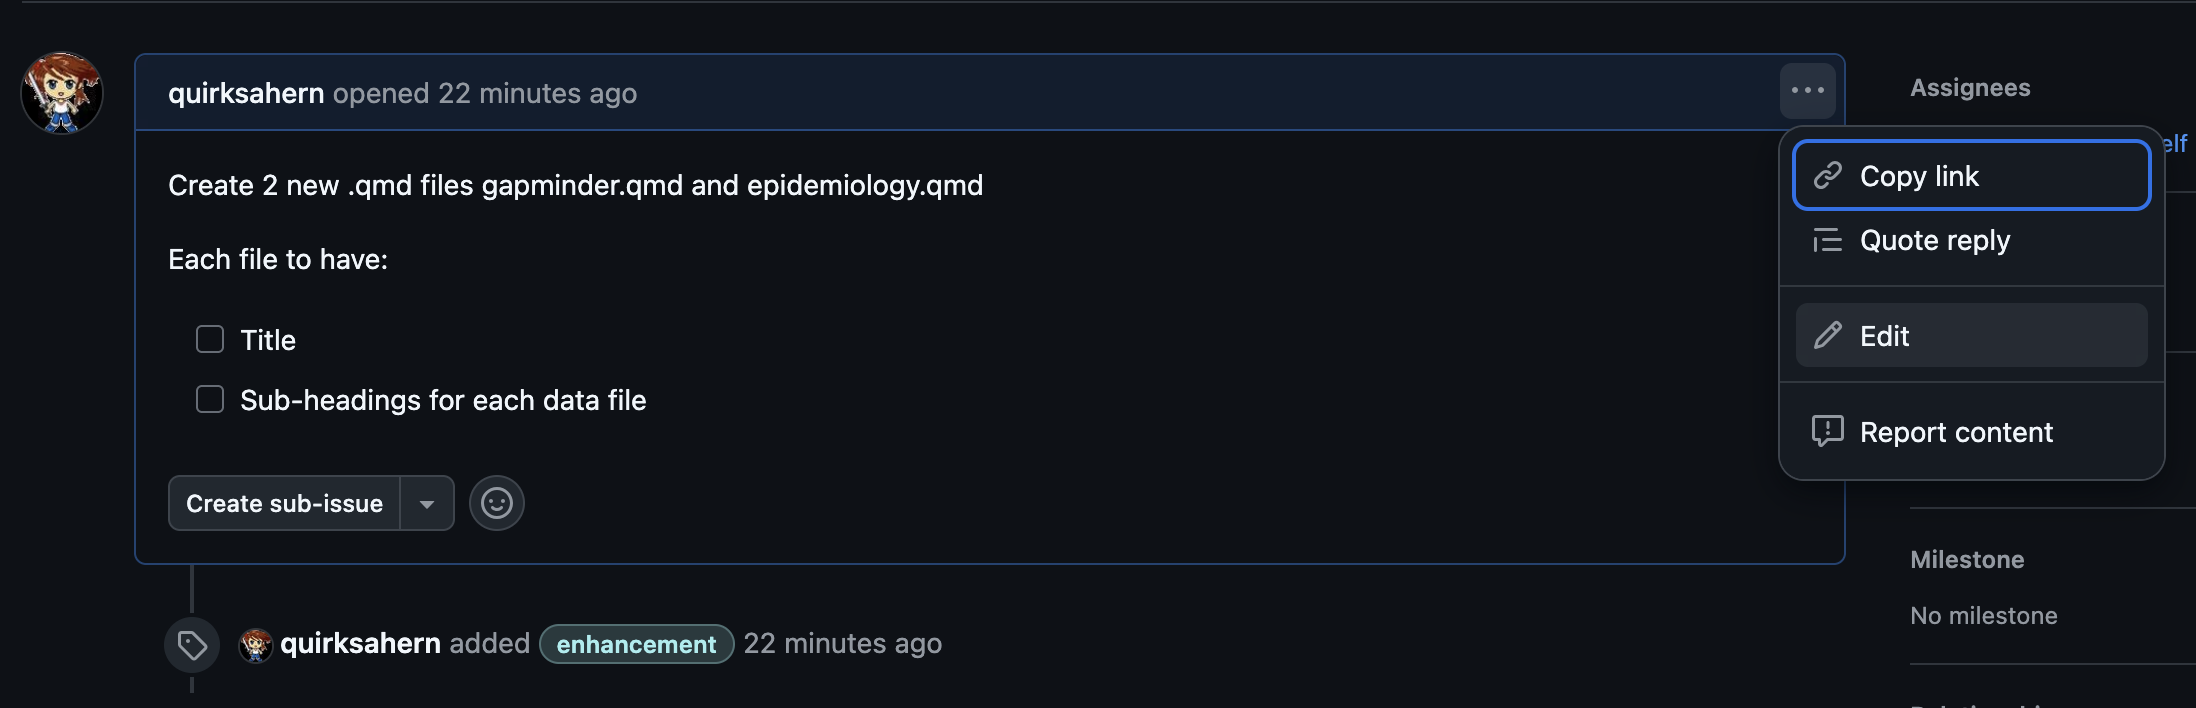 quirksahern opened 22 minutes ago
Create 2 new .qmd files gapminder.qmd and epidemiology.qmd
Each file to have:
Title
Sub-headings for each data file
Create sub-issue
quirksahern added enhancement 22 minutes ago
Copy link
Quote reply
Edit
Report content
Assignees
Milestone
No milestone